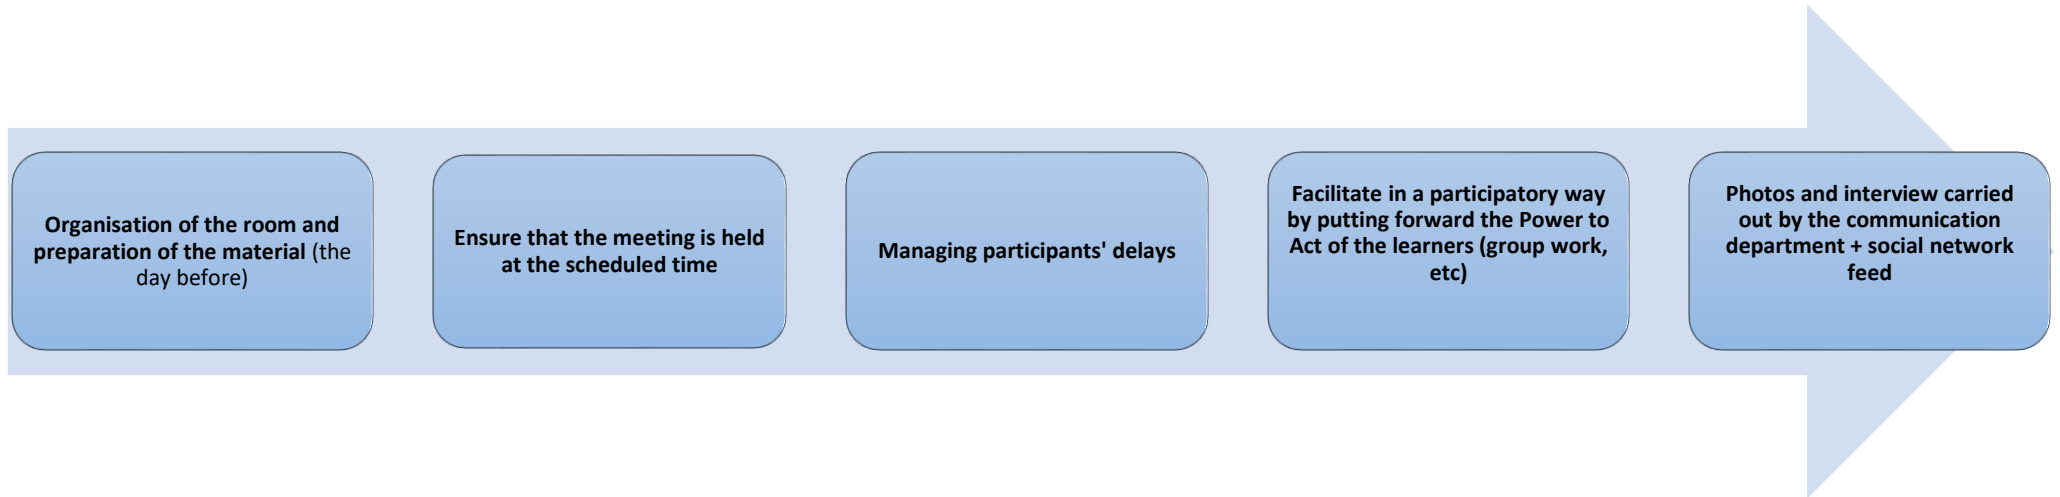 Organisation of the room and
preparation of the material (the
day before)
Ensure that the meeting is held
at the scheduled time
Managing participants' delays
Facilitate in a participatory way
by putting forward the Power to
Act of the learners (group work,
etc)
Photos and interview carried
out by the communication
department + social network
feed